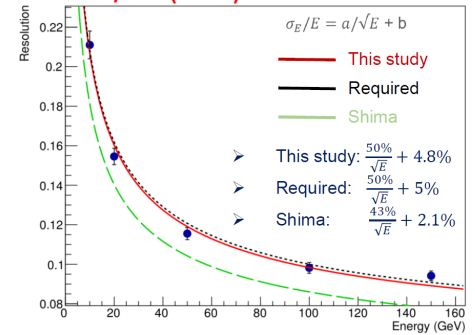 Resolution
0.22
0.2
0.18
0.16
0.14
0.12
0.1
0.08
σ_E/E = a/√E + b
This study
Required
Shima
➢ This study: 50%/√E + 4.8%
➢ Required: 50%/√E + 5%
➢ Shima: 43%/√E + 2.1%
0 20 40 60 80 100 120 140 160
Energy (GeV)